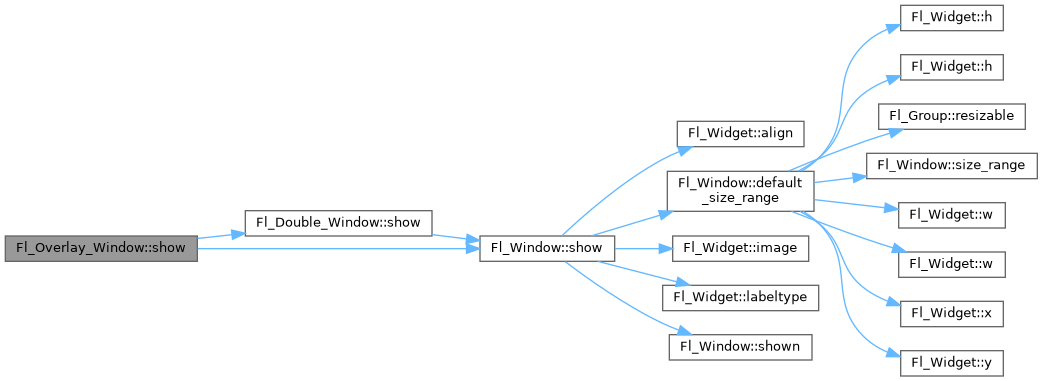 Fl_Overlay_Window::show
Fl_Double_Window::show
Fl_Window::show
Fl_Widget::align
Fl_Window::default
_size_range
Fl_Widget::image
Fl_Widget::labeltype
Fl_Window::shown
Fl_Widget::h
Fl_Widget::h
Fl_Group::resizable
Fl_Window::size_range
Fl_Widget::w
Fl_Widget::w
Fl_Widget::x
Fl_Widget::y